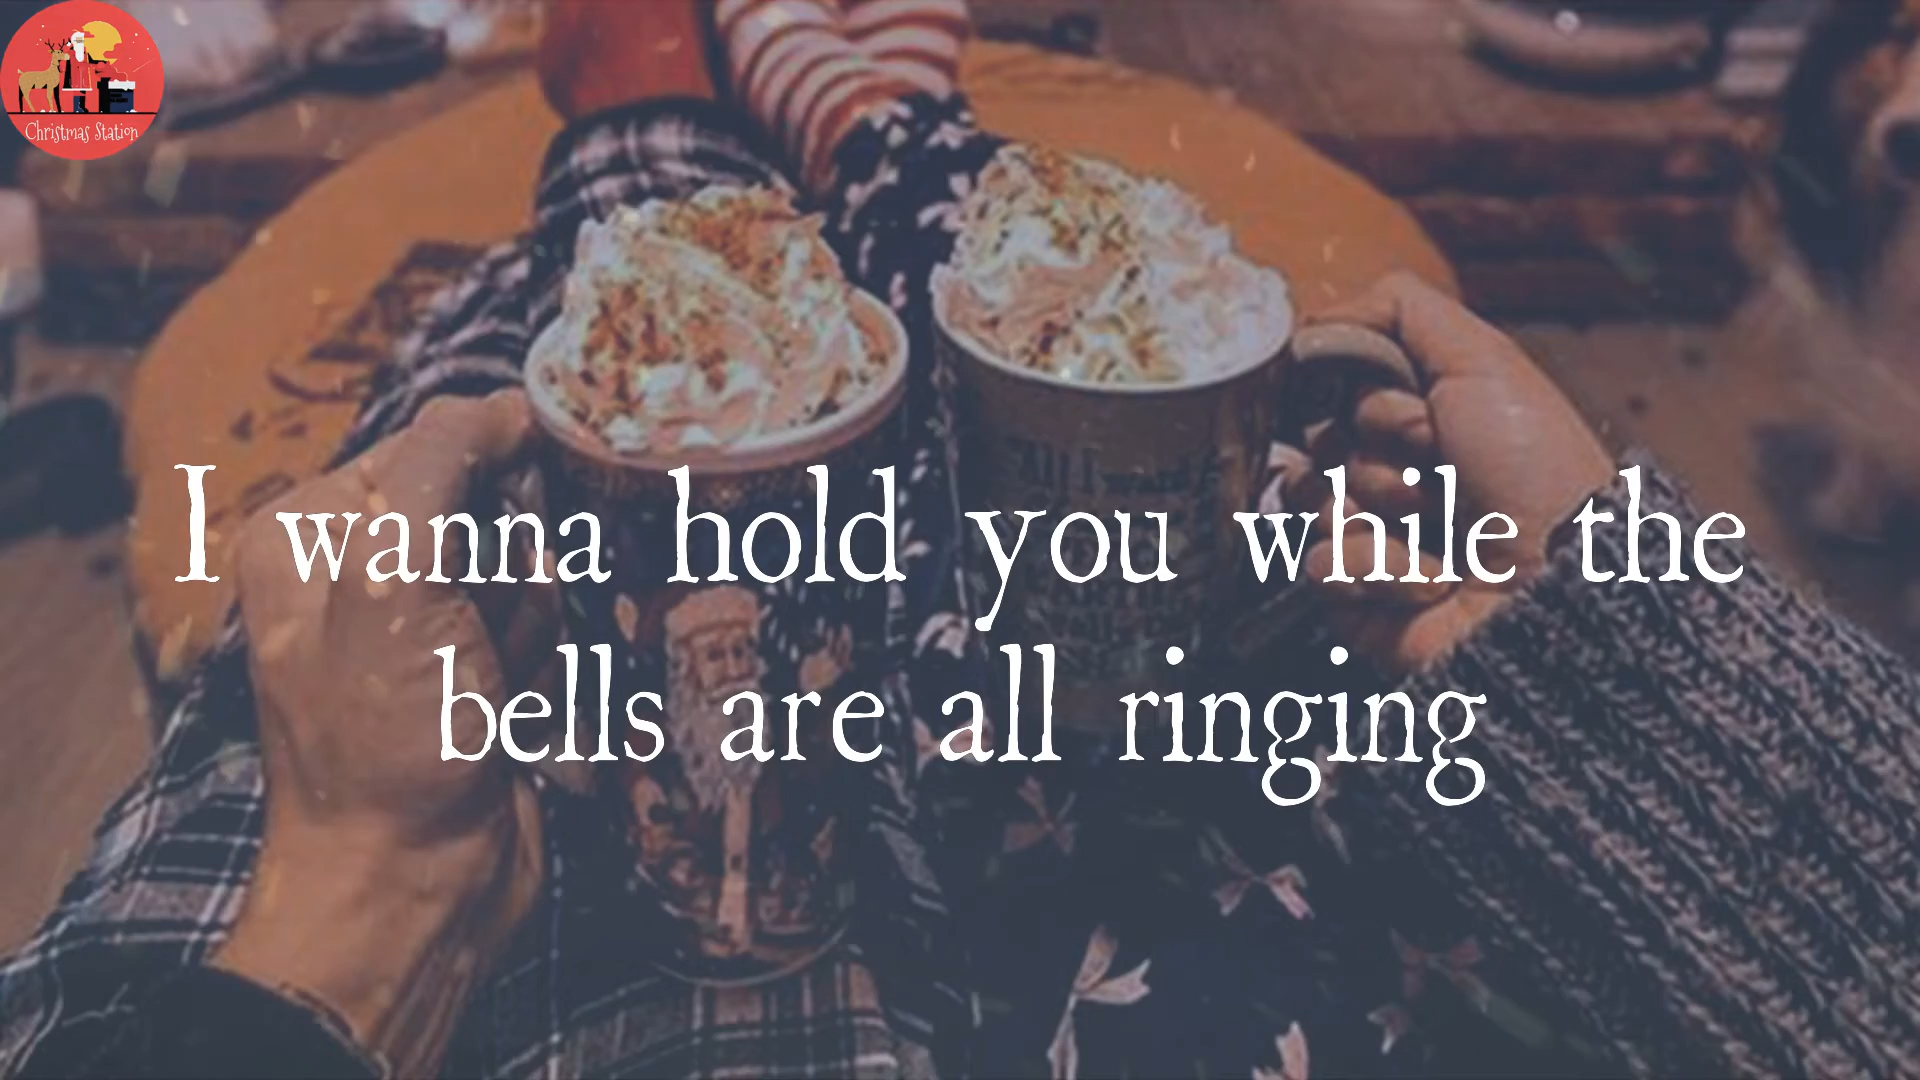 Christmas Station
I wanna hold you while the
bells are all ringing